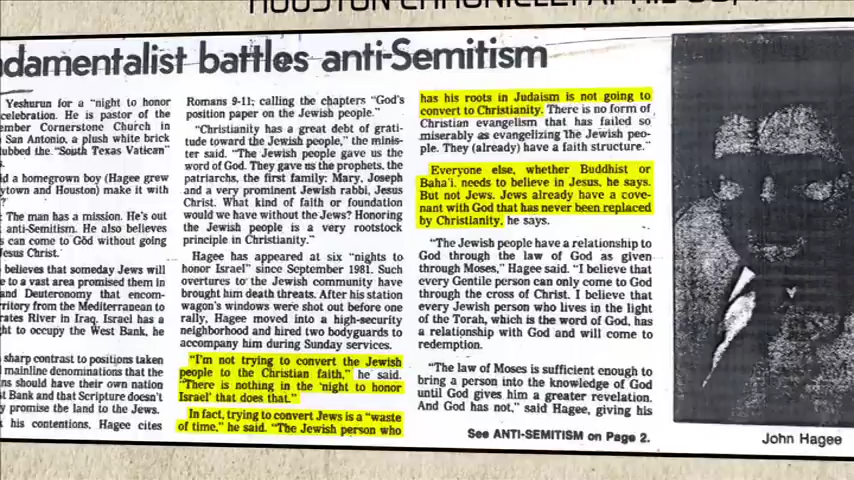 HOUSTON CHRONICLE: APRIL
damentalist battles anti-Semitism
Yeshurun for a "night to honor
celebration. He is pastor of the
ember Cornerstone Church in
San Antonio, a plush white brick
ubbed the "South Texas Vatican"
d a homegrown boy (Hagee grew
ytown and Houston) make it with
?
The man has a mission. He's out
anti-Semitism. He also believes
s can come to God without going
esus Christ.
believes that someday Jews will
e to a vast area promised them in
and Deuteronomy that encom-
rritory from the Mediterranean to
rates River in Iraq. Israel has a
ht to occupy the West Bank, he
sharp contrast to positions taken
mainline denominations that the
ns should have their own nation
t Bank and that Scripture doesn't
y promise the land to the Jews.
his contentions, Hagee cites
Romans 9-11; calling the chapters "God's
position paper on the Jewish people."
"Christianity has a great debt of grati-
tude toward the Jewish people," the minis-
ter said. "The Jewish people gave us the
word of God. They gave us the prophets, the
patriarchs, the first family: Mary, Joseph
and a very prominent Jewish rabbi, Jesus
Christ. What kind of faith or foundation
would we have without the Jews? Honoring
the Jewish people is a very rootstock
principle in Christianity."
Hagee has appeared at six "nights to
honor Israel" since September 1981. Such
overtures to the Jewish community have
brought him death threats. After his station
wagon's windows were shot out before one
rally, Hagee moved into a high-security
neighborhood and hired two bodyguards to
accompany him during Sunday services.
"I'm not trying to convert the Jewish
people to the Christian faith," he said.
"There is nothing in the 'night to honor
Israel' that does that."
In fact, trying to convert Jews is a "waste
of time," he said. "The Jewish person who
has his roots in Judaism is not going to
convert to Christianity. There is no form of
Christian evangelism that has failed so
miserably as evangelizing the Jewish peo-
ple. They (already) have a faith structure."
Everyone else, whether Buddhist or
Baha'i, needs to believe in Jesus, he says.
But not Jews. Jews already have a cove-
nant with God that has never been replaced
by Christianity, he says.
"The Jewish people have a relationship to
God through the law of God as given
through Moses," Hagee said. "I believe that
every Gentile person can only come to God
through the cross of Christ. I believe that
every Jewish person who lives in the light
of the Torah, which is the word of God, has
a relationship with God and will come to
redemption.
"The law of Moses is sufficient enough to
bring a person into the knowledge of God
until God gives him a greater revelation.
And God has not," said Hagee, giving his
See ANTI-SEMITISM on Page 2.
John Hagee